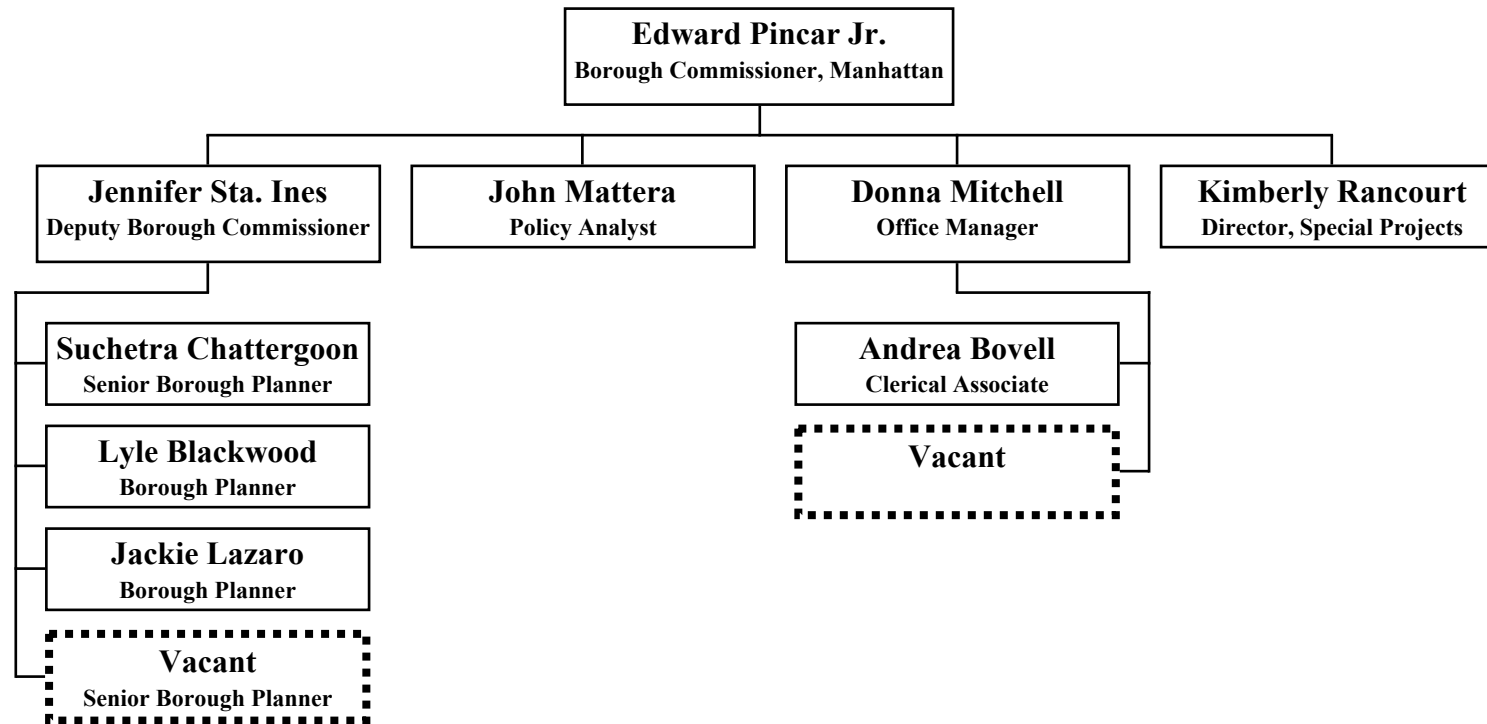 Edward Pincar Jr.
Borough Commissioner, Manhattan
Jennifer Sta. Ines
Deputy Borough Commissioner
John Mattera
Policy Analyst
Donna Mitchell
Office Manager
Kimberly Rancourt
Director, Special Projects
Suchetra Chattergoon
Senior Borough Planner
Lyle Blackwood
Borough Planner
Jackie Lazaro
Borough Planner
Vacant
Senior Borough Planner
Andrea Bovell
Clerical Associate
Vacant